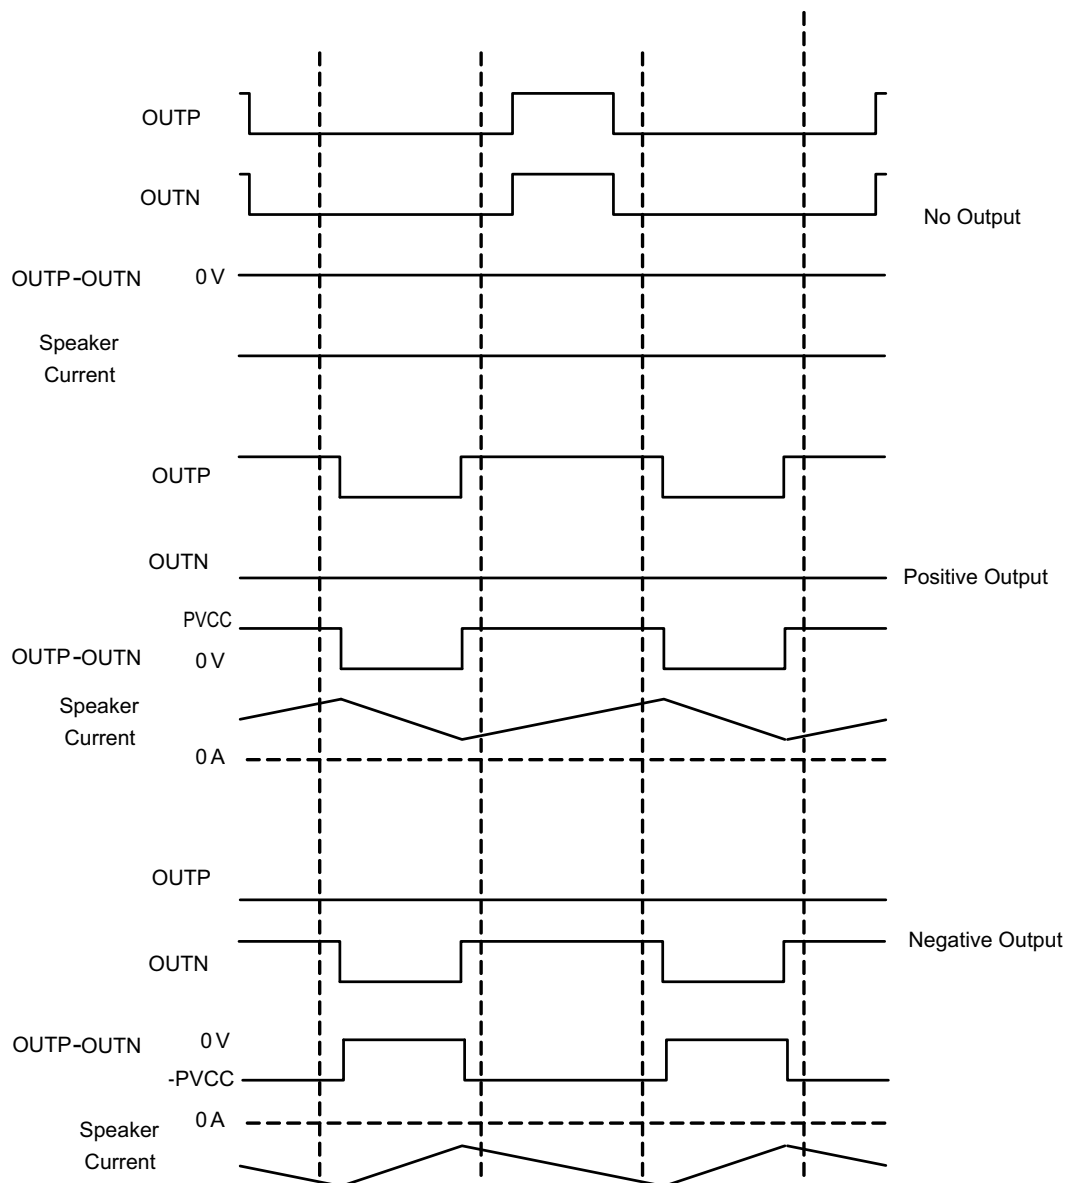 OUTP
OUTN
No Output
OUTP-OUTN 0 V
Speaker
Current
OUTP
OUTN
Positive Output
PVCC
OUTP-OUTN 0 V
Speaker
Current
0 A
OUTP
Negative Output
OUTN
OUTP-OUTN 0 V
-PVCC
0 A
Speaker
Current